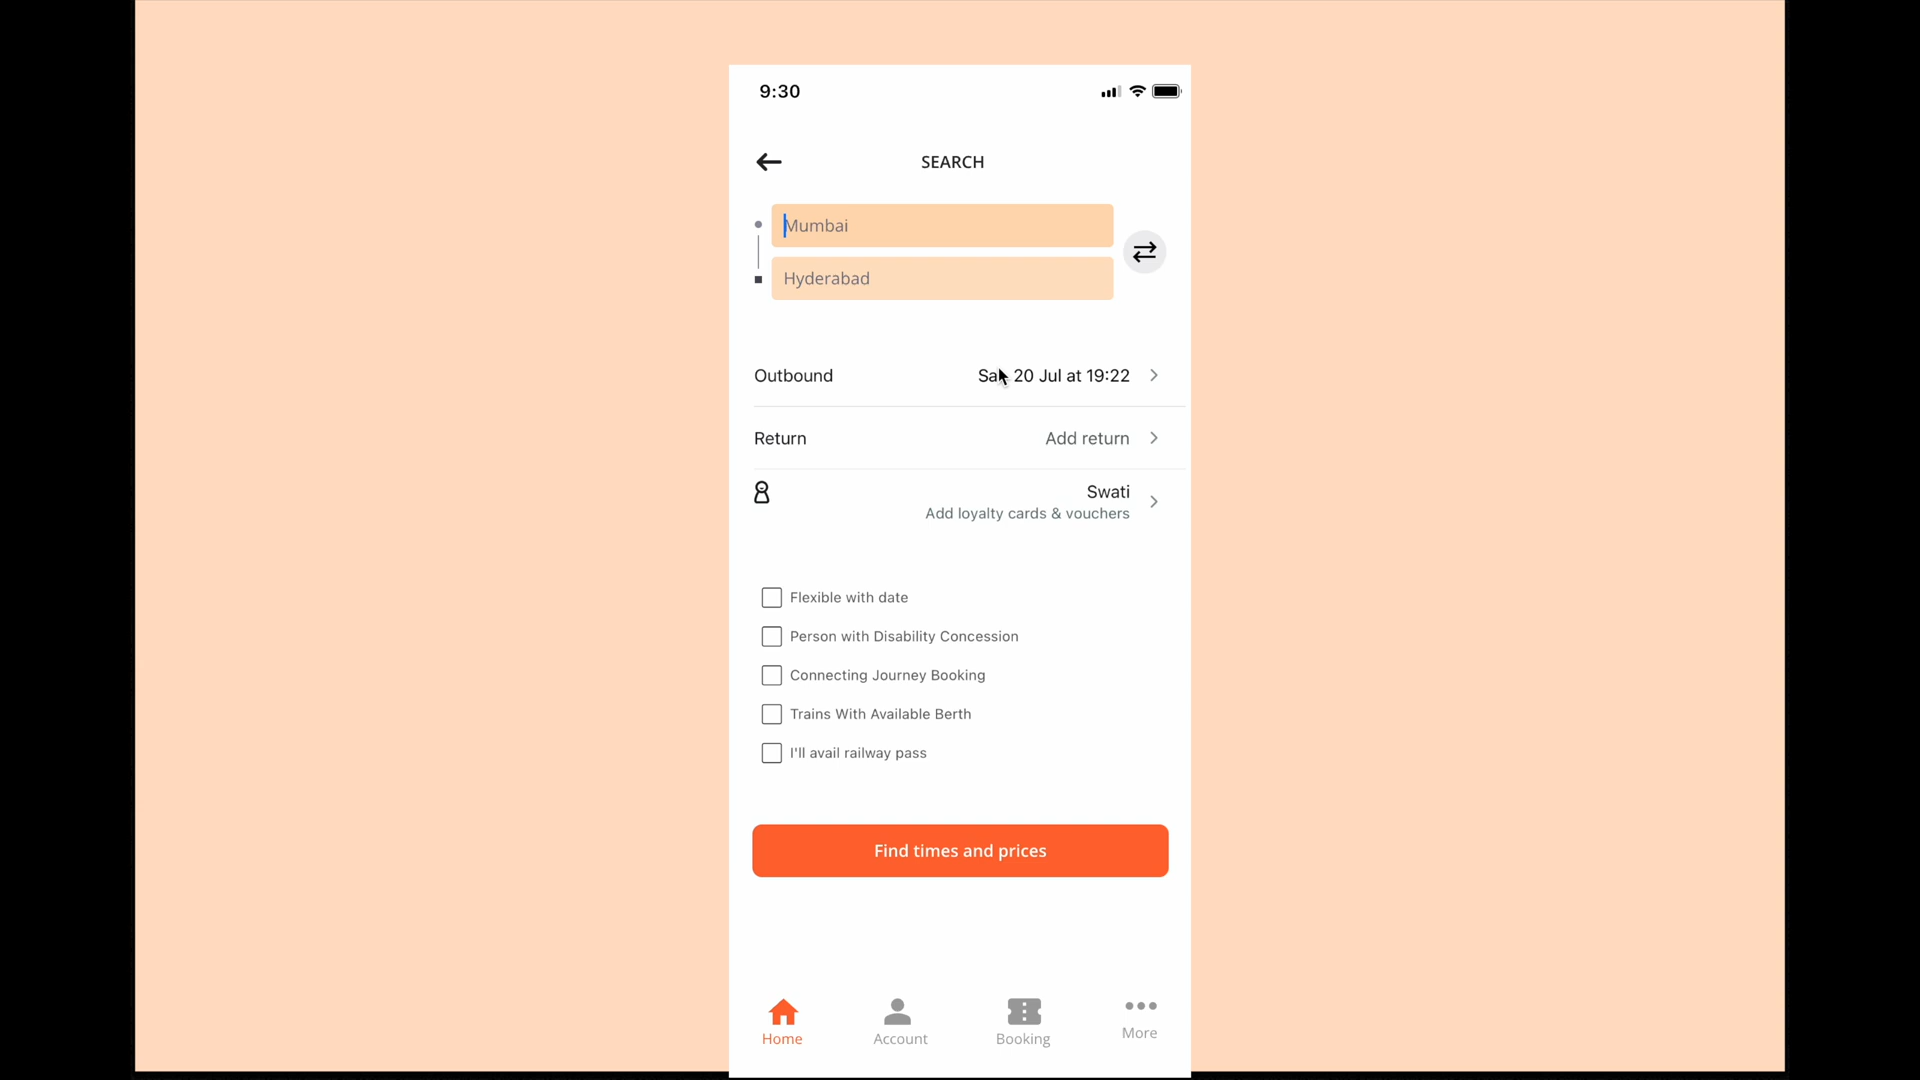 9:30
SEARCH
Mumbai
Hyderabad
Outbound
Sat 20 Jul at 19:22
Return
Add return
Swati
Add loyalty cards & vouchers
Flexible with date
Person with Disability Concession
Connecting Journey Booking
Trains With Available Berth
I'll avail railway pass
Find times and prices
Home
Account
Booking
More